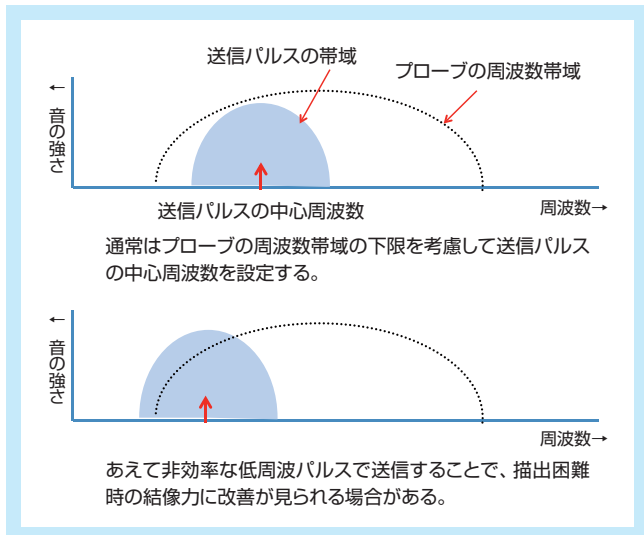 送信パルスの帯域
プローブの周波数帯域
← 音の強さ
送信パルスの中心周波数
周波数→
通常はプローブの周波数帯域の下限を考慮して送信パルス
の中心周波数を設定する。
← 音の強さ
周波数→
あえて非効率な低周波パルスで送信することで、描出困難
時の結像力に改善が見られる場合がある。